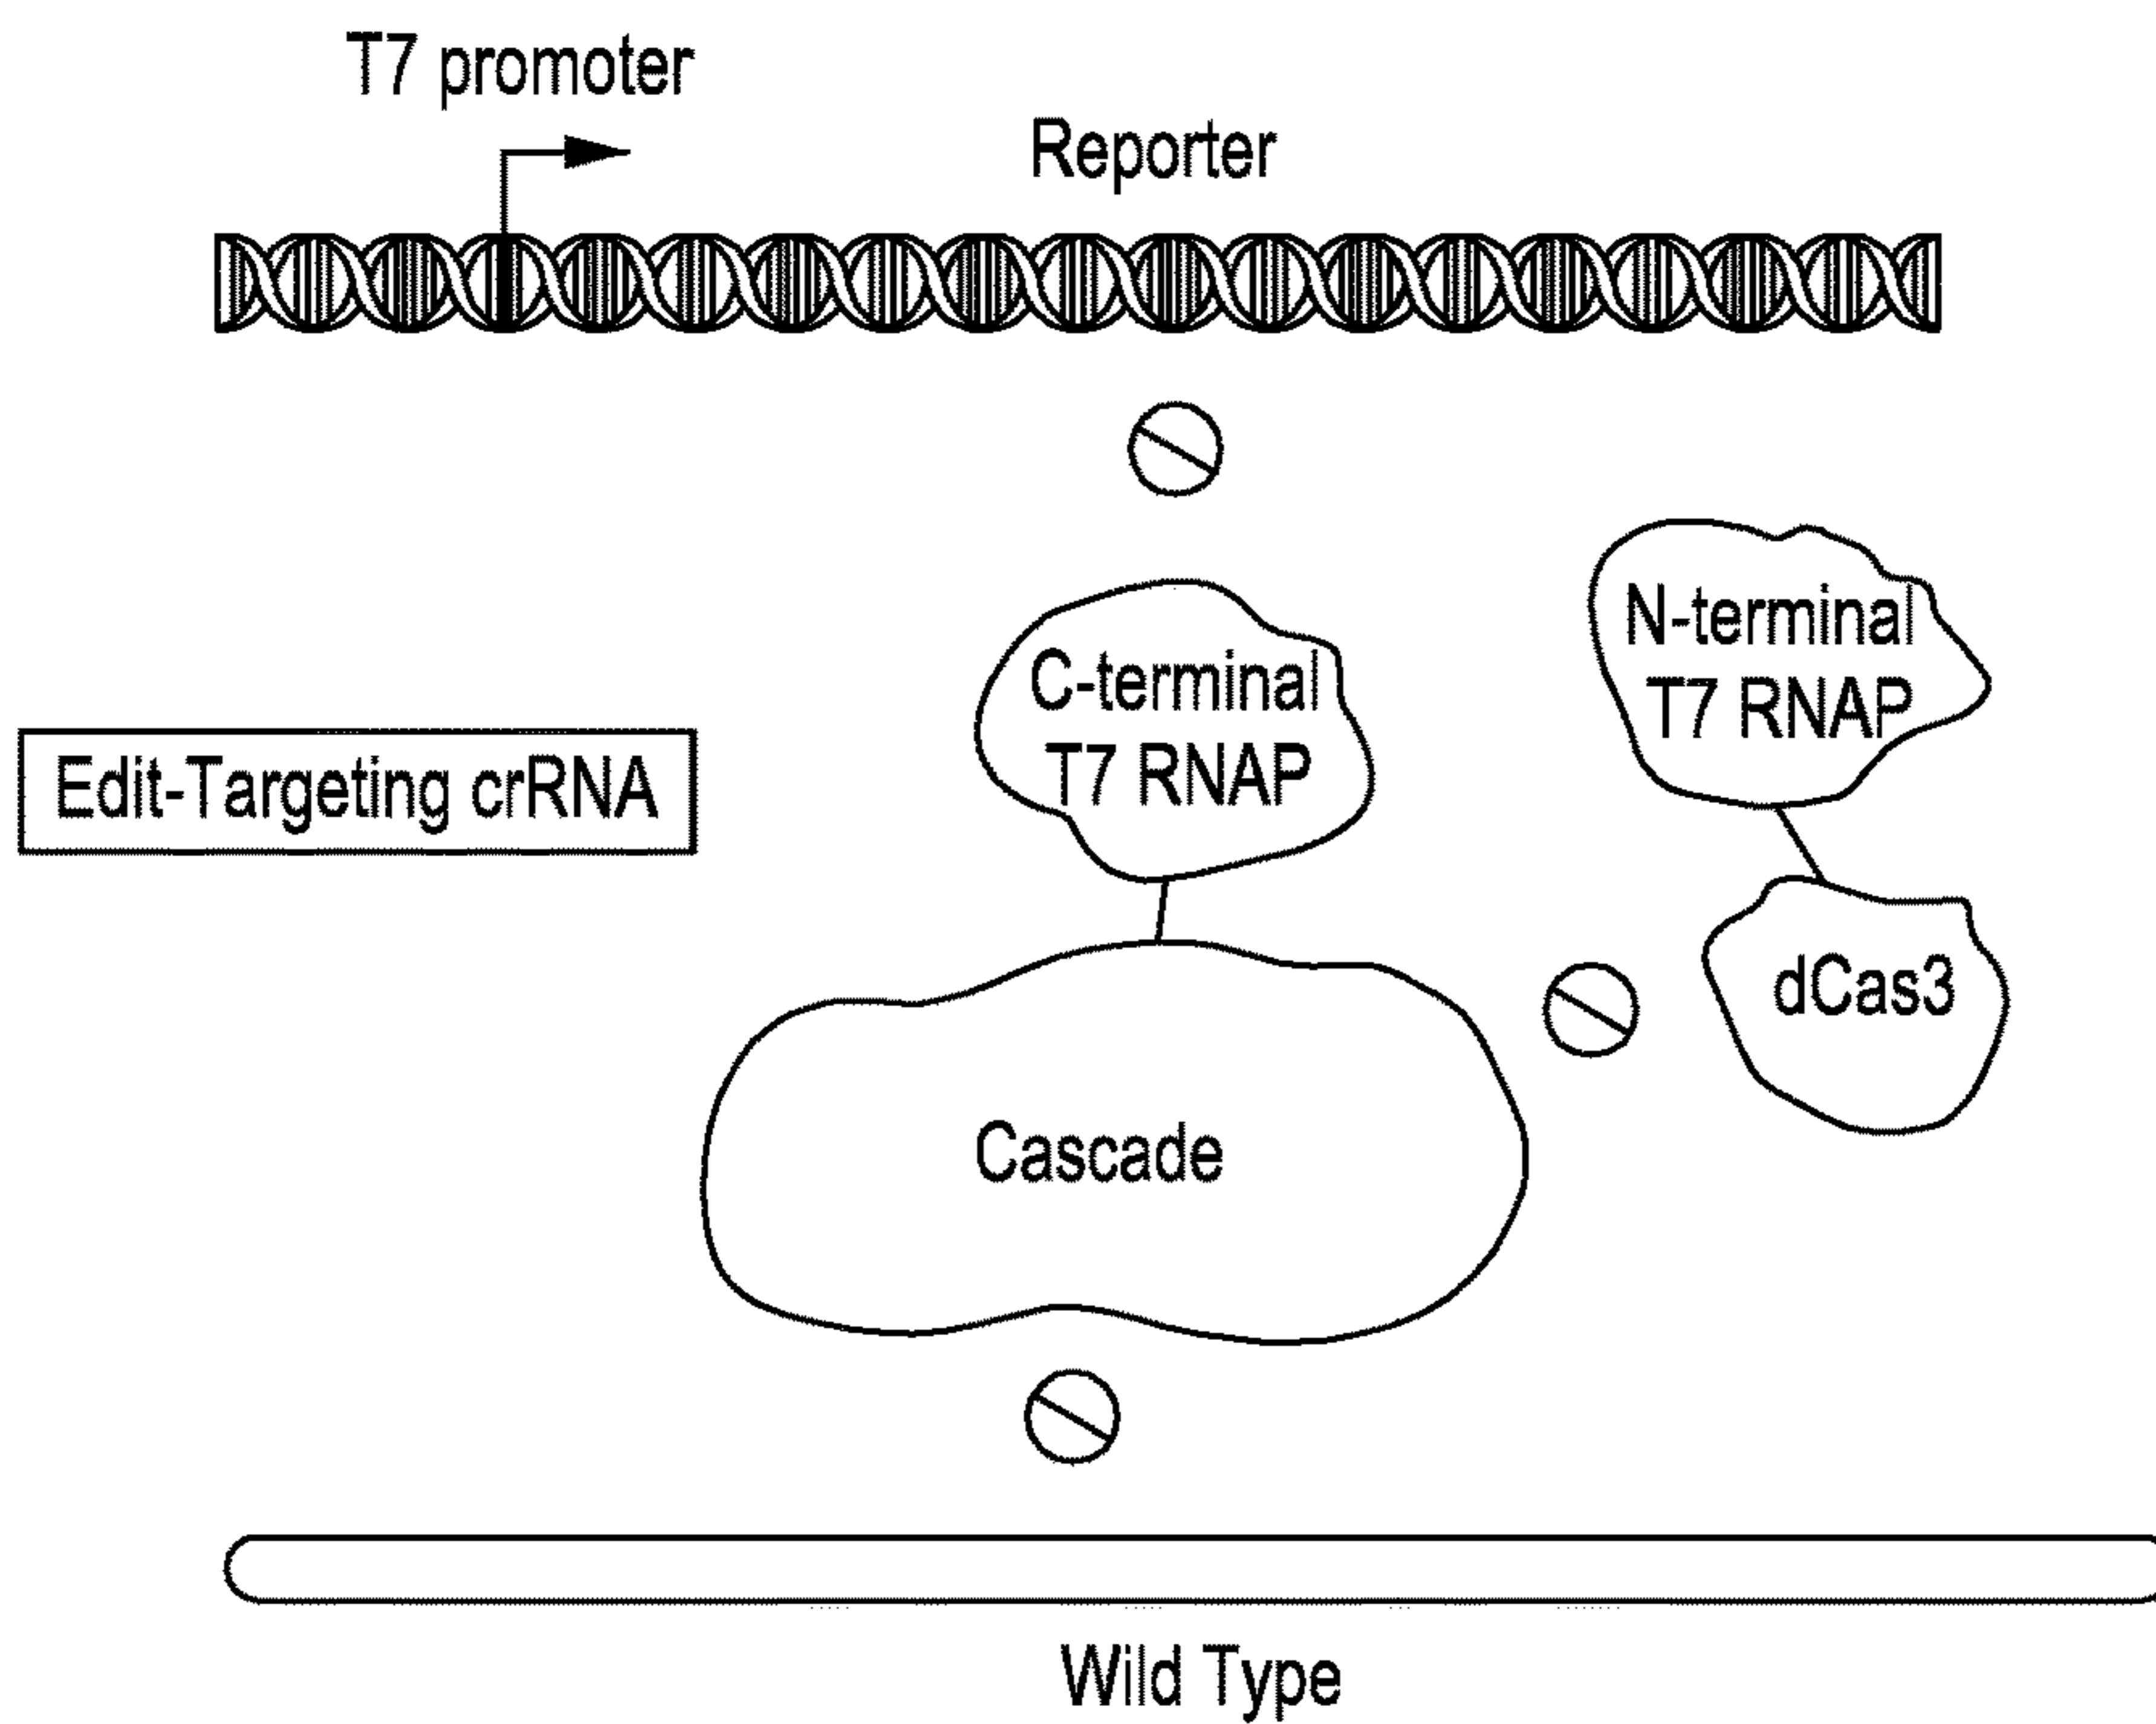 T7 promoter
Reporter
N-terminal
T7 RNAP
C-terminal
T7 RNAP
Edit-Targeting crRNA
dCas3
Cascade
Wild Type